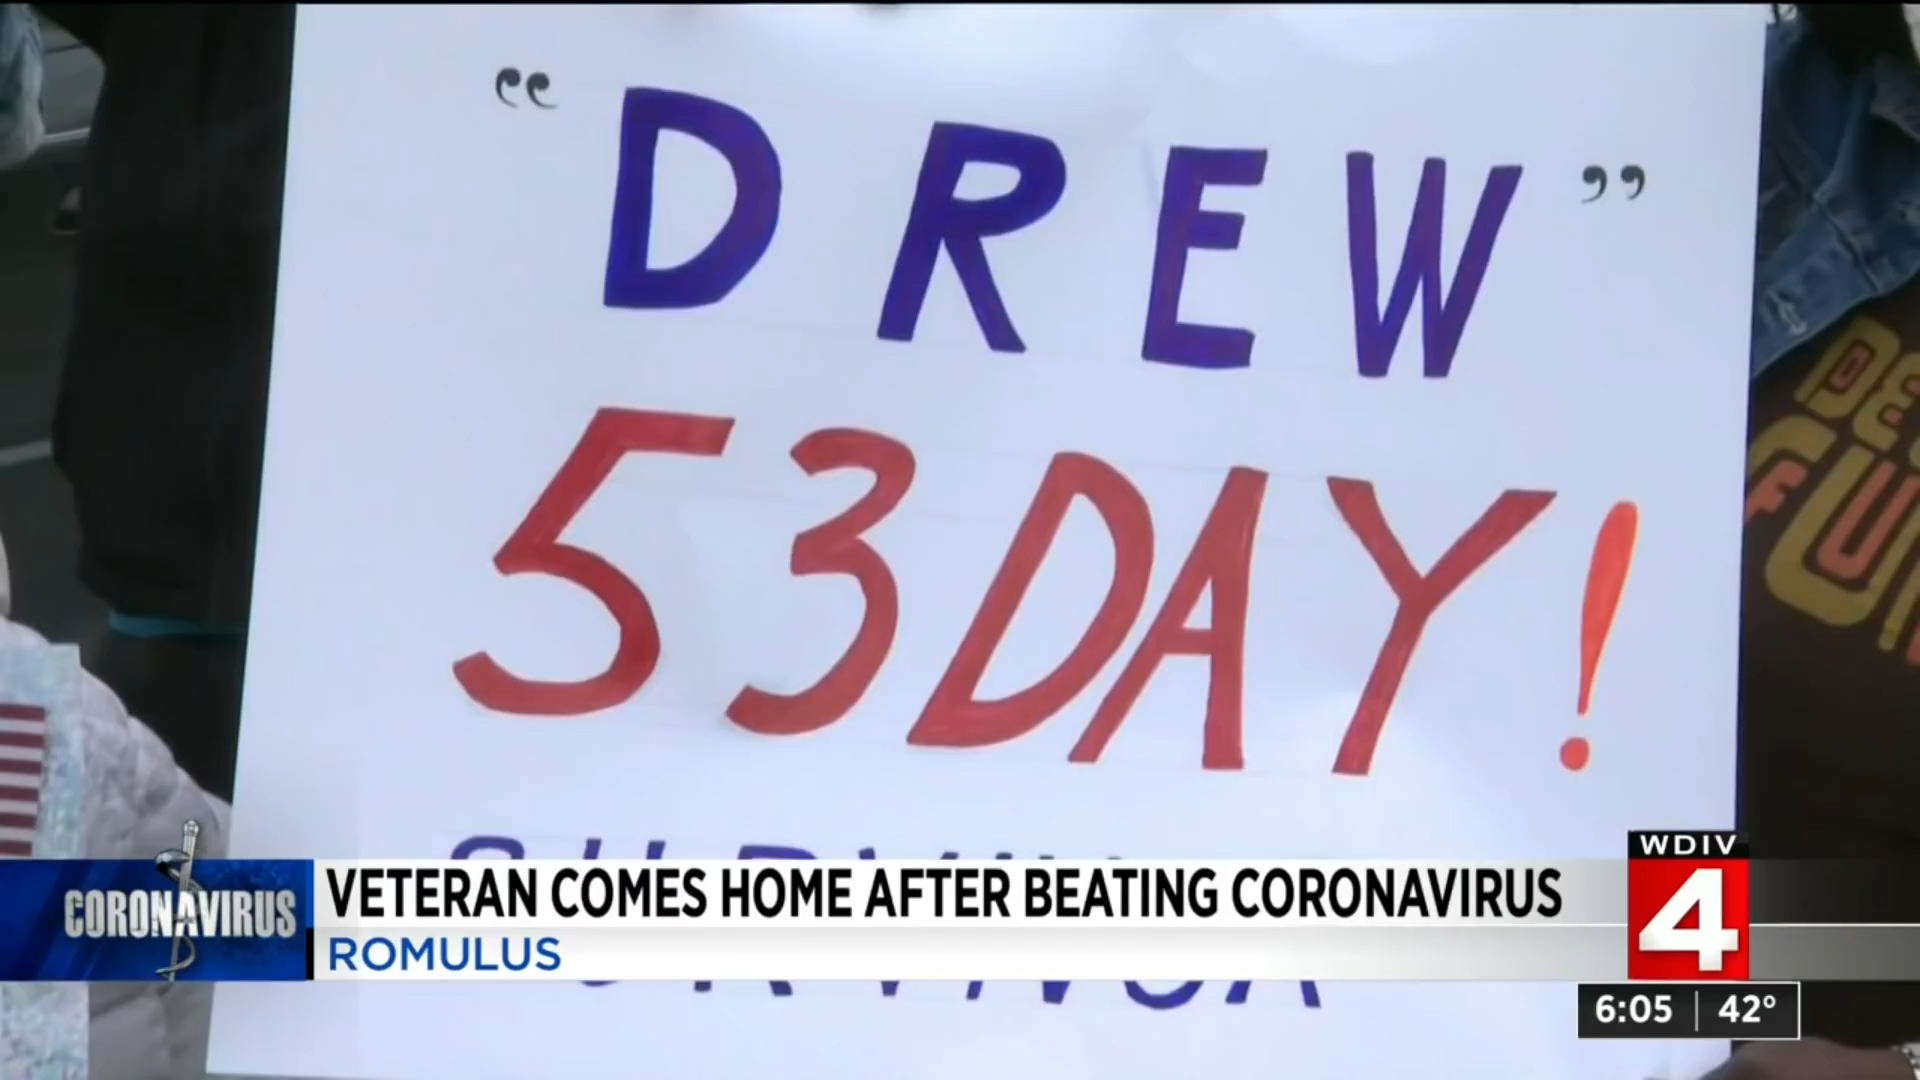 “DREW”
53DAY!
CORONAVIRUS
VETERAN COMES HOME AFTER BEATING CORONAVIRUS
ROMULUS
WDIV
4
6:05 42°